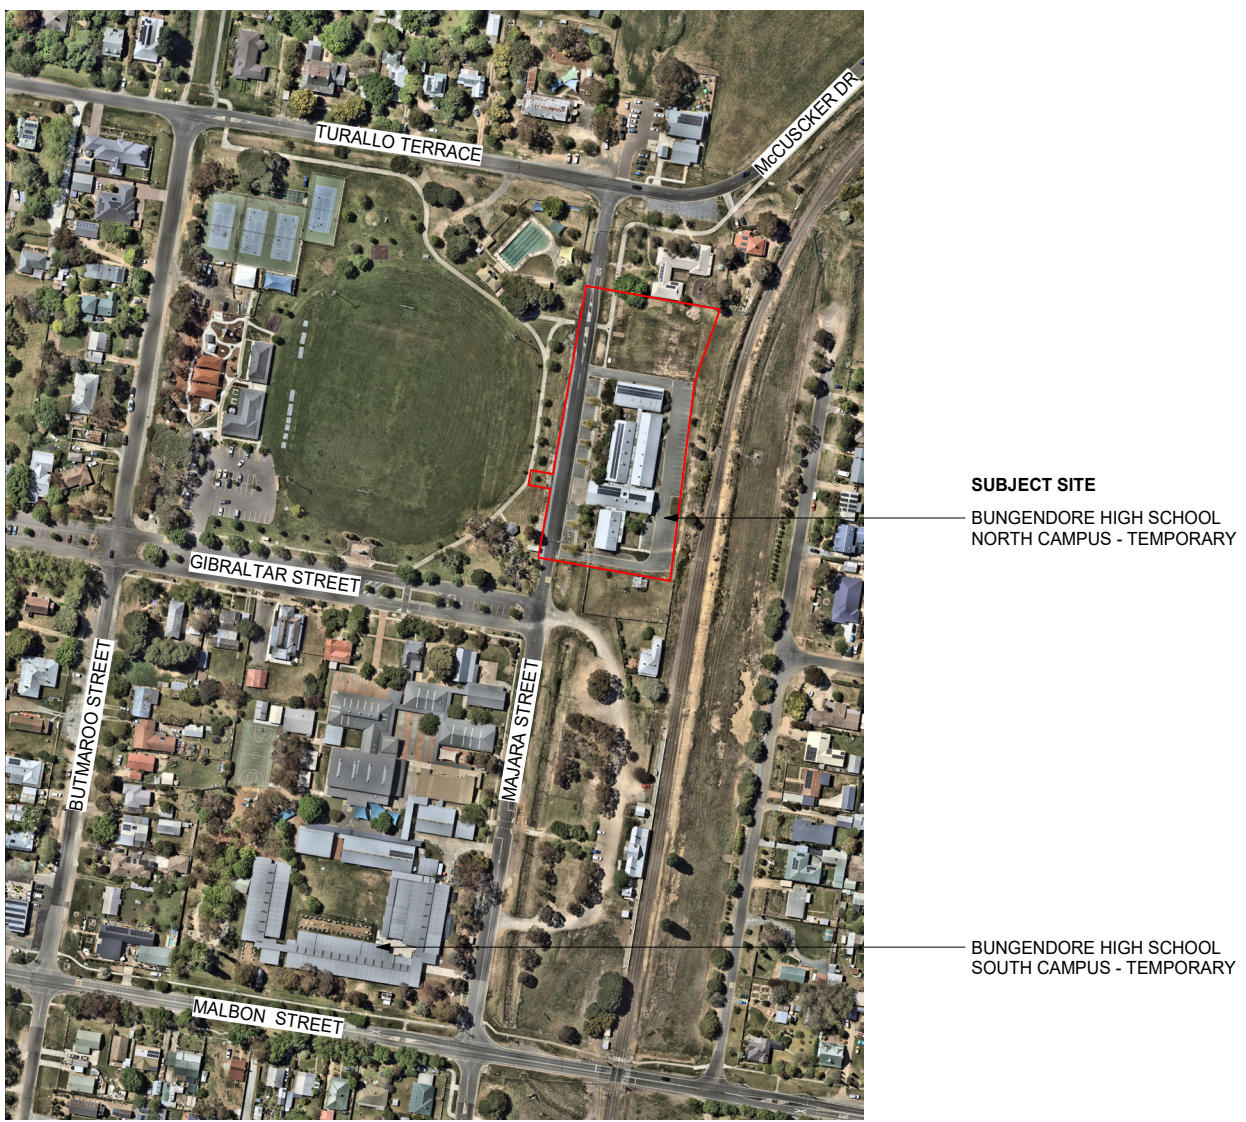 TURALLO TERRACE
McCUSCKER DR
SUBJECT SITE
BUNGENDORE HIGH SCHOOL
NORTH CAMPUS - TEMPORARY
GIBRALTAR STREET
BUTMAROO STREET
MAJARA STREET
BUNGENDORE HIGH SCHOOL
SOUTH CAMPUS - TEMPORARY
MALBON STREET